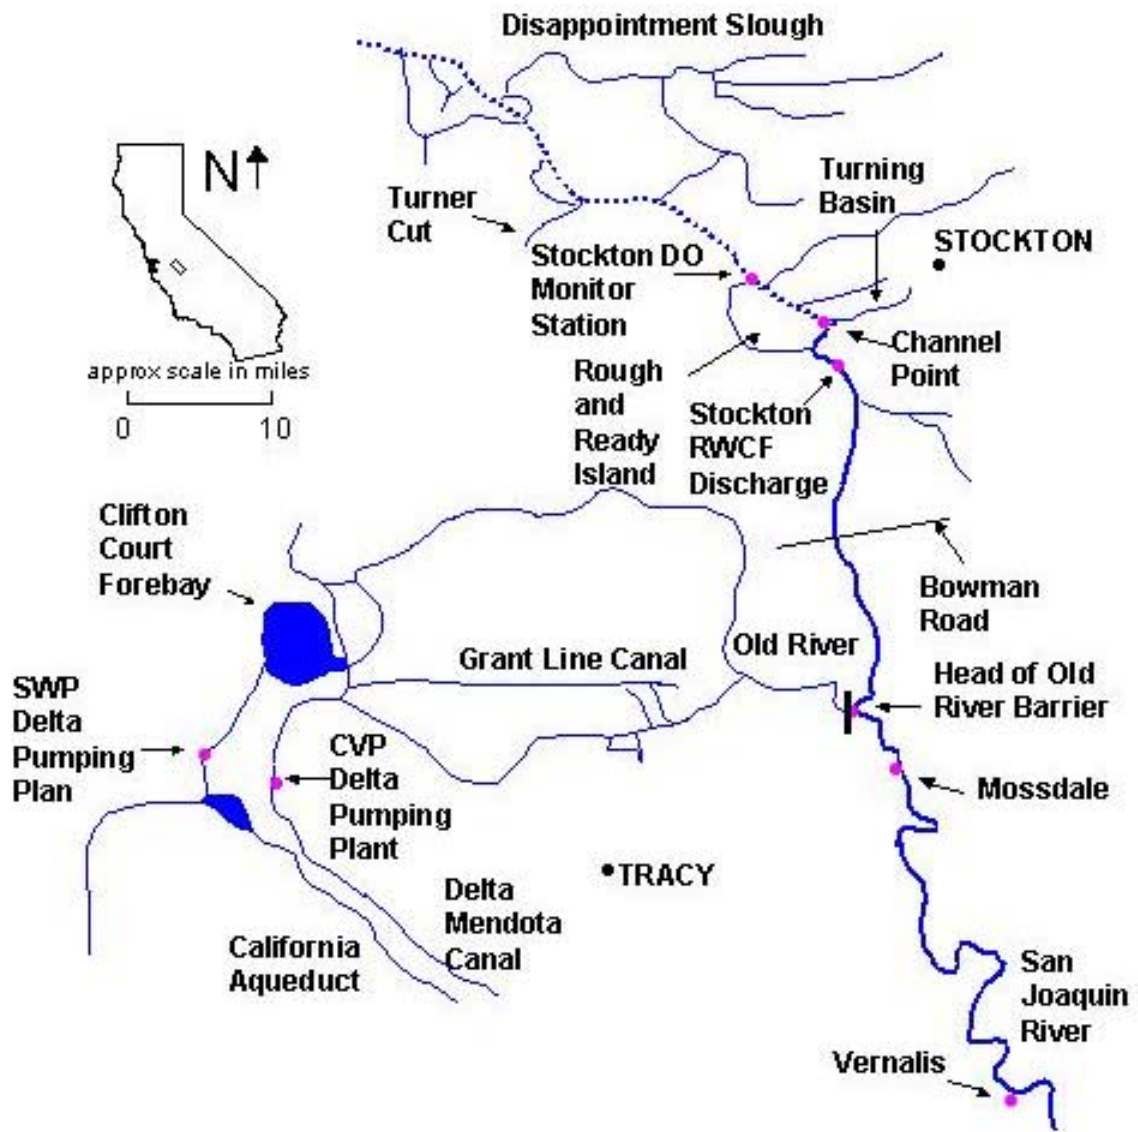 Disappointment Slough
N
Turner
Cut
Turning
Basin
STOCKTON
Stockton DO
Monitor
Station
approx scale in miles
0
10
Rough
and
Ready
Island
Channel
Point
Stockton
RWCF
Discharge
Clifton
Court
Forebay
Bowman
Road
Old River
Grant Line Canal
Head of Old
River Barrier
SWP
Delta
Pumping
Plan
CVP
Delta
Pumping
Plant
Mossdale
TRACY
Delta
Mendota
Canal
California
Aqueduct
San
Joaquin
River
Vernalis